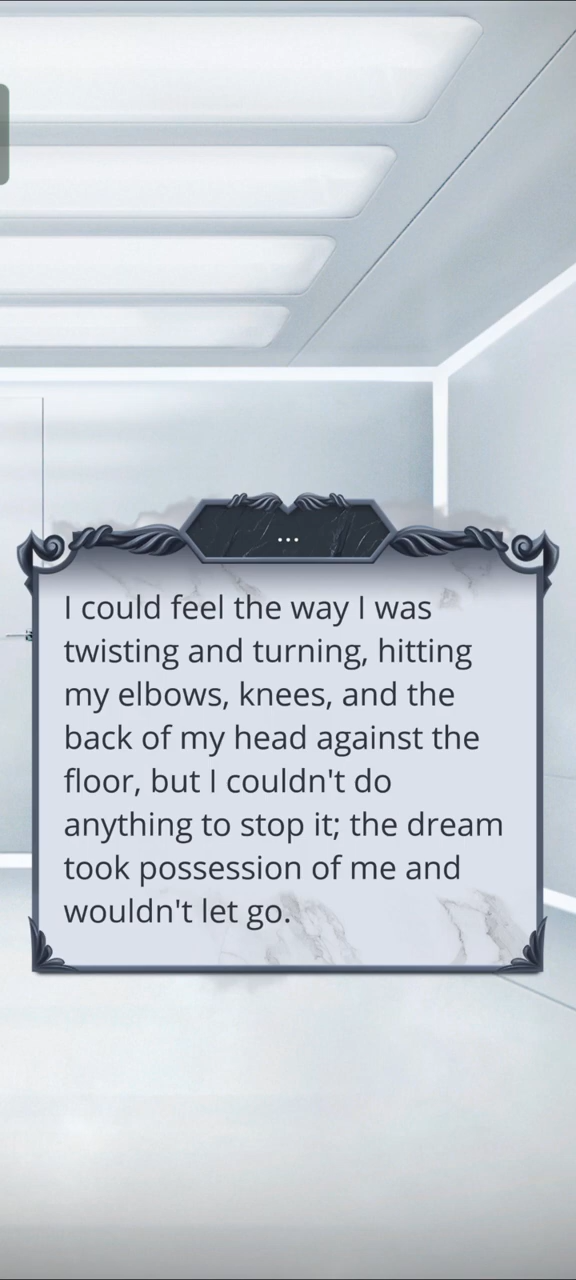 ...
I could feel the way I was
twisting and turning, hitting
my elbows, knees, and the
back of my head against the
floor, but I couldn't do
anything to stop it; the dream
took possession of me and
wouldn't let go.